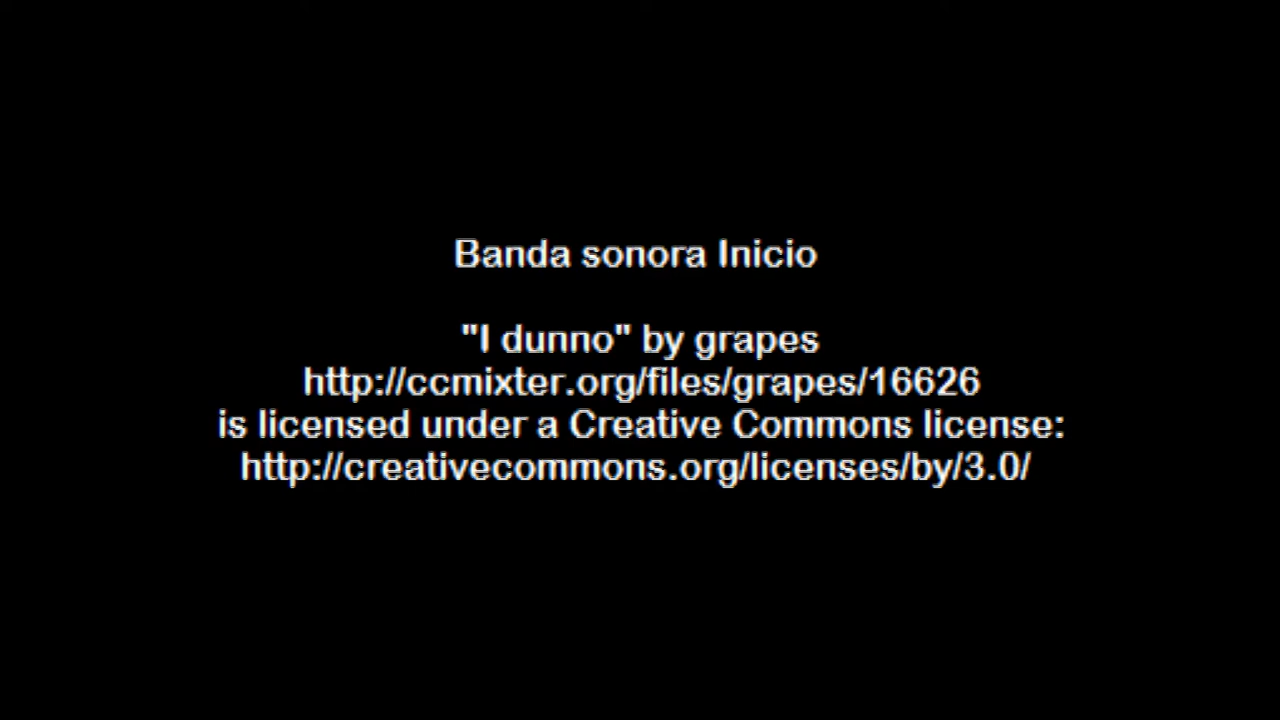 Banda sonora Inicio
"I dunno" by grapes
http://ccmixter.org/files/grapes/16626
is licensed under a Creative Commons license:
http://creativecommons.org/licenses/by/3.0/